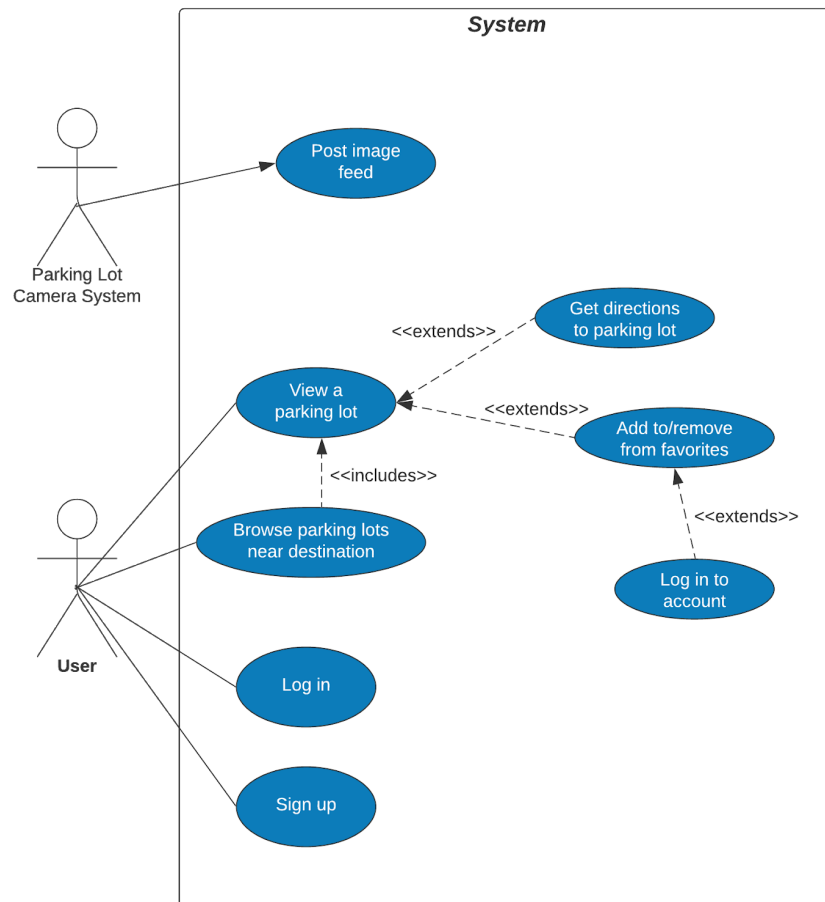 System
Post image
feed
Parking Lot
Camera System
Get directions
to parking lot
<<extends>>
View a
parking lot
<<extends>>
Add to/remove
from favorites
<<includes>>
<<extends>>
Browse parking lots
near destination
Log in to
account
User
Log in
Sign up